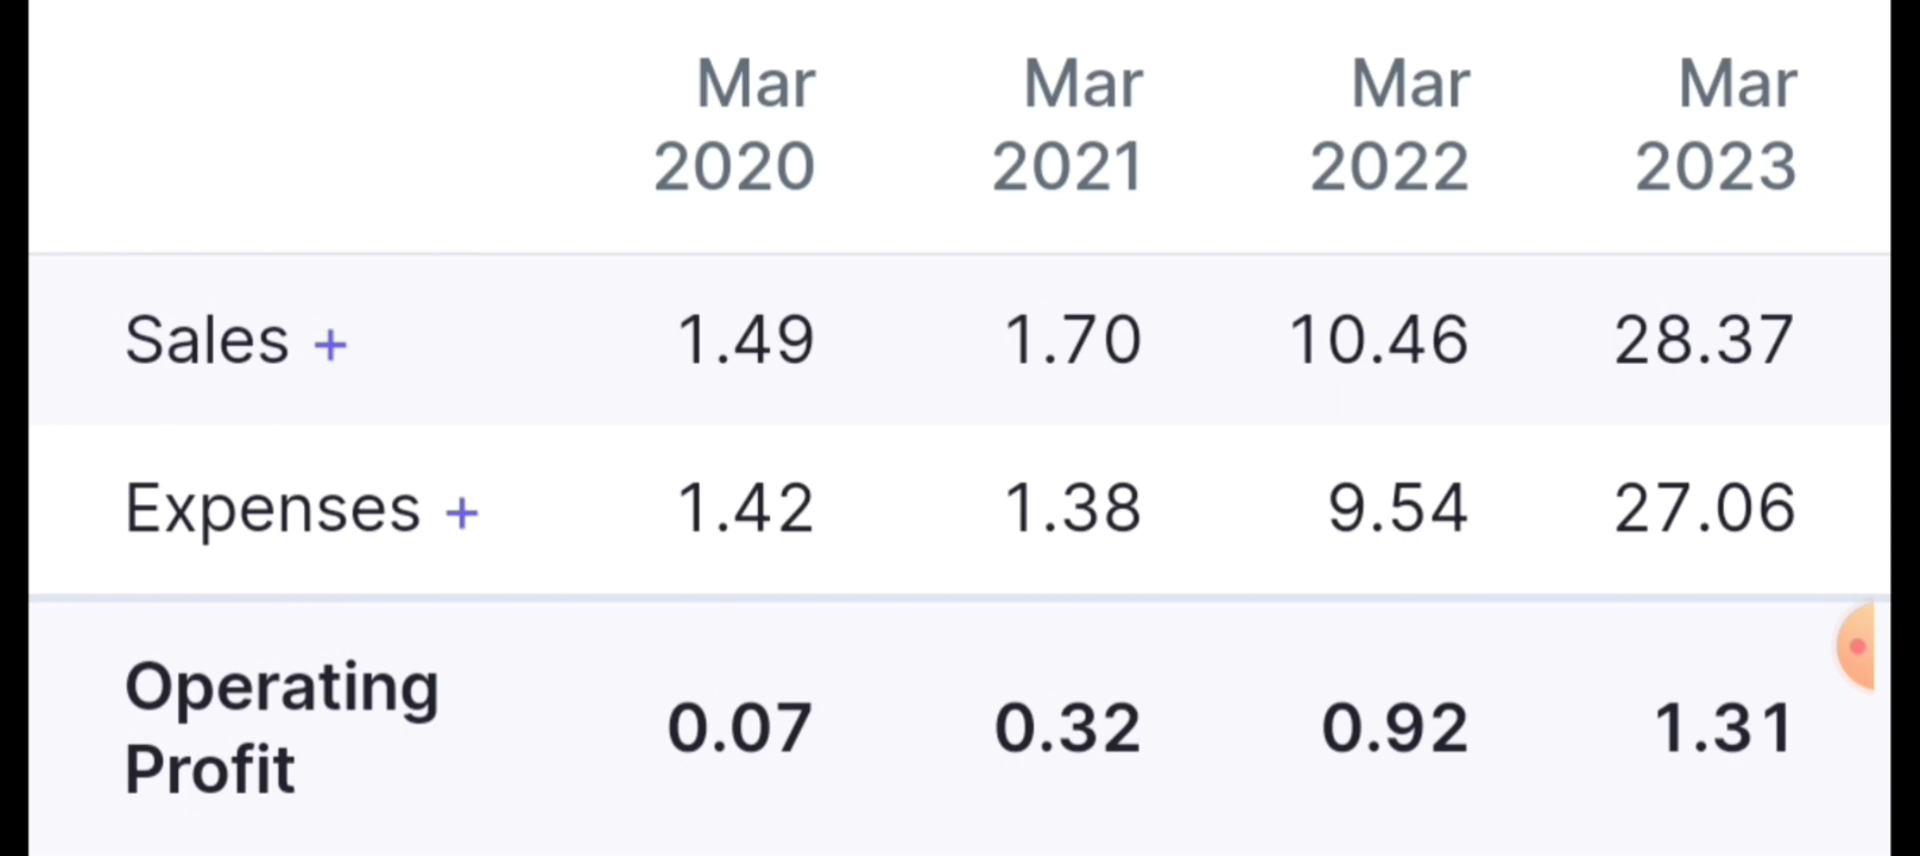 Mar Mar Mar Mar
2020 2021 2022 2023
Sales + 1.49 1.70 10.46 28.37
Expenses + 1.42 1.38 9.54 27.06
Operating
Profit 0.07 0.32 0.92 1.31